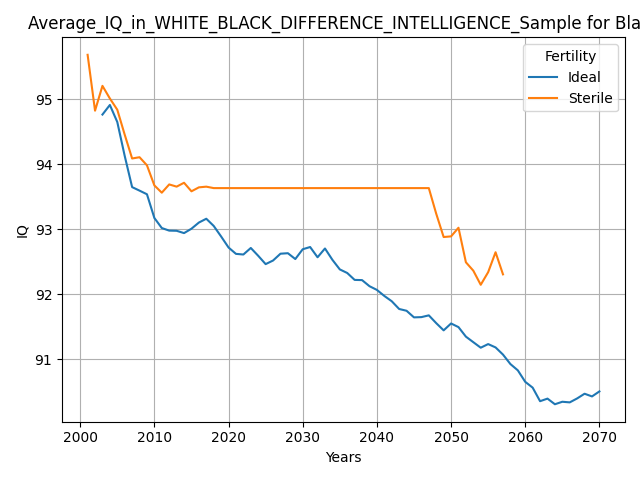 Average_IQ_in_WHITE_BLACK_DIFFERENCE_INTELLIGENCE_Sample for Bla
Fertility
Ideal
Sterile
95
94
93
92
91
IQ
2000 2010 2020 2030 2040 2050 2060 2070
Years